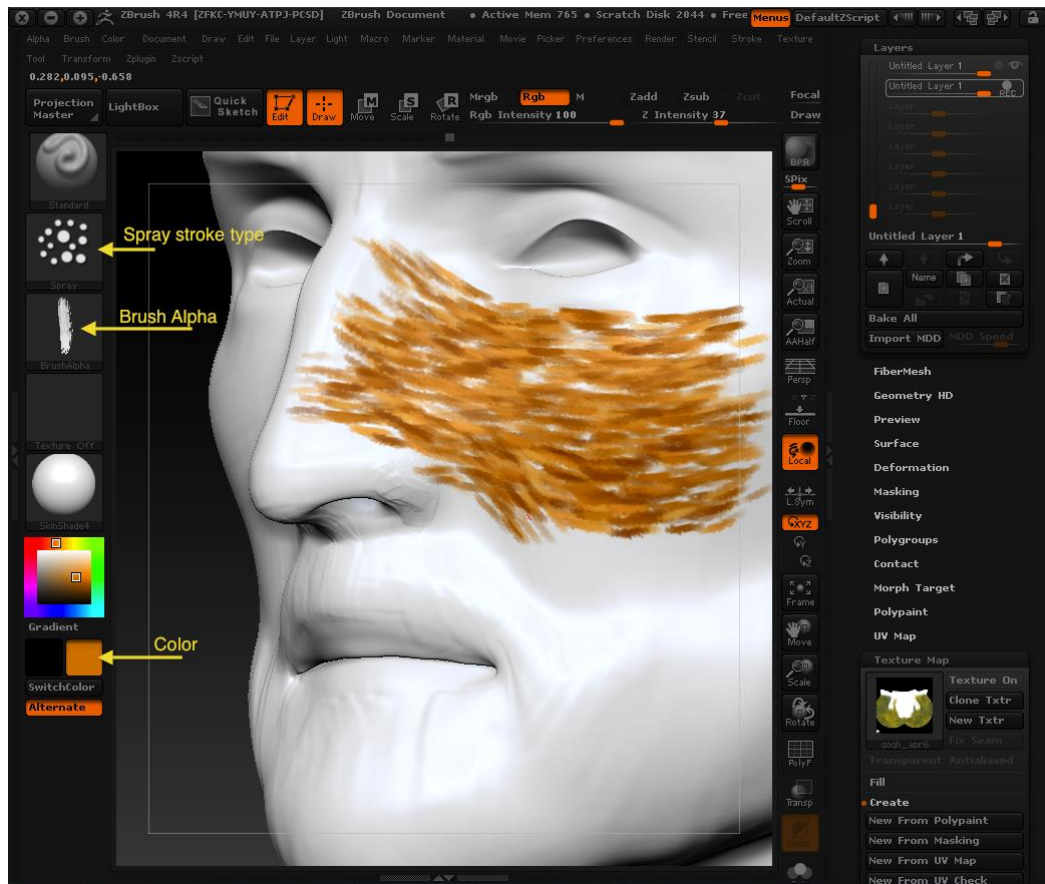 ZBrush 4R4 [ZFKC-YMUY-ATPJ-PCSD] ZBrush Document • Active Mem 765 • Scratch Disk 2044 • Free Menus DefaultZScript
Alpha Brush Color Document Draw Edit File Layer Light Macro Marker Material Movie Picker Preferences Render Stencil Stroke Texture
Tool Transform Zplugin Zscript
0.282,0.095,-0.658
Projection Master
LightBox
Quick Sketch
Edit
Draw
Move
Scale
Rotate
Mrgb Rgb M Zadd Zsub Zcut Focal
Rgb Intensity 100 Z Intensity 37 Draw
Standard
Spray stroke type
Spray
Brush Alpha
BrushAlpha
Texture Off
SkinShade4
Gradient
Color
SwitchColor
Alternate
BPR
SPix
Scroll
Zoom
Actual
AAHalf
Persp
Floor
Local
L.Sym
XYZ
Y
Z
Frame
Move
Scale
Rotate
PolyF
Transp
Layers
Untitled Layer 1
Untitled Layer 1
REC
Layer
Layer
Layer
Layer
Layer
Layer
Untitled Layer 1
Name
Bake All
Import MDD MDD Speed
FiberMesh
Geometry HD
Preview
Surface
Deformation
Masking
Visibility
Polygroups
Contact
Morph Target
Polypaint
UV Map
Texture Map
Texture On
Clone Txtr
New Txtr
gogh_apr6 Fix Seam
Transparent Antialiased
Fill
Create
New From Polypaint
New From Masking
New From UV Map
New From UV Check